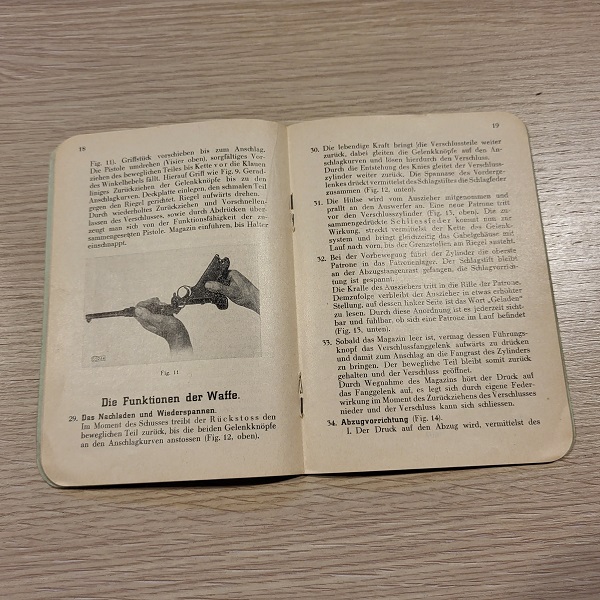 18
Fig. 11). Griffstück vorschieben bis zum Anschlag.
Die Pistole umdrehen (Visier oben), sorgfältiges Vor-
ziehen des beweglichen Teiles bis Kette vor die Klauen
des Winkelhebels fällt. Hierauf Griff wie Fig. 9. Gerad-
liniges Zurückziehen der Gelenkknöpfe bis zu den
Anschlagkurven. Deckplatte einlegen, den schmalen Teil
gegen den Riegel gerichtet. Riegel aufwärts drehen.
Durch wiederholtes Zurückziehen und Vorschnellen-
lassen des Verschlusses, sowie durch Abdrücken über-
zeugt man sich von der Funktionsfähigkeit der zu-
sammengesetzten Pistole. Magazin einführen, bis Halter
einschnappt.
Fig. 11
Die Funktionen der Waffe.
29. Das Nachladen und Wiederspannen.
Im Moment des Schusses treibt der Rückstoss den
beweglichen Teil zurück, bis die beiden Gelenkknöpfe
an den Anschlagkurven anstossen (Fig. 12, oben).
19
30. Die lebendige Kraft bringt die Verschlussteile weiter
zurück, dabei gleiten die Gelenkknöpfe auf den An-
schlagkurven und lösen hierdurch den Verschluss.
Durch die Einstehung des Knies gleitet der Verschluss-
zylinder weiter zurück. Die Spannase des Vorderge-
lenkes drückt vermittelst des Schlagstiftes die Schlagfeder
zusammen (Fig. 12, unten).
31. Die Hülse wird vom Auszieher mitgenommen und
prallt an den Auswerfer an. Eine neue Patrone tritt
vor den Verschlusszylinder (Fig. 13, oben). Die zu-
sammengedrückte Schliessfeder kommt nun zur
Wirkung, streckt vermittelst der Kette das Gelenk-
system und bringt gleichzeitig das Gabelgehäuse mit
Lauf nach vorn, bis der Grenzstollen am Riegel ansteht.
32. Bei der Vorbewegung führt der Zylinder die oberste
Patrone in das Patronenlager. Der Schlagstift bleibt
an der Abzugstangenrast gefangen, die Schlagvorrich-
tung ist gespannt.
Die Kralle des Ausziehers tritt in die Rille der Patrone.
Demzufolge verbleibt der Auszieher in etwas erhöhter
Stellung, auf dessen linker Seite ist das Wort „Geladen"
zu lesen. Durch diese Anordnung ist es jederzeit sicht-
bar und fühlbar, ob sich eine Patrone im Lauf befindet
(Fig. 13, unten).
33. Sobald das Magazin leer ist, vermag dessen Führungs-
knopf das Verschlussfanggelenk aufwärts zu drücken
und damit zum Anschlag an die Fangrast des Zylinders
zu bringen. Der bewegliche Teil bleibt somit zurück
gehalten und der Verschluss geöffnet.
Durch Wegnahme des Magazins hört der Druck auf
das Fanggelenk auf, es legt sich durch eigene Feder-
wirkung im Moment des Zurückziehens des Verschlusses
nieder und der Verschluss kann sich schliessen.
34. Abzugvorrichtung (Fig. 14).
I. Der Druck auf den Abzug wird, vermittelst des